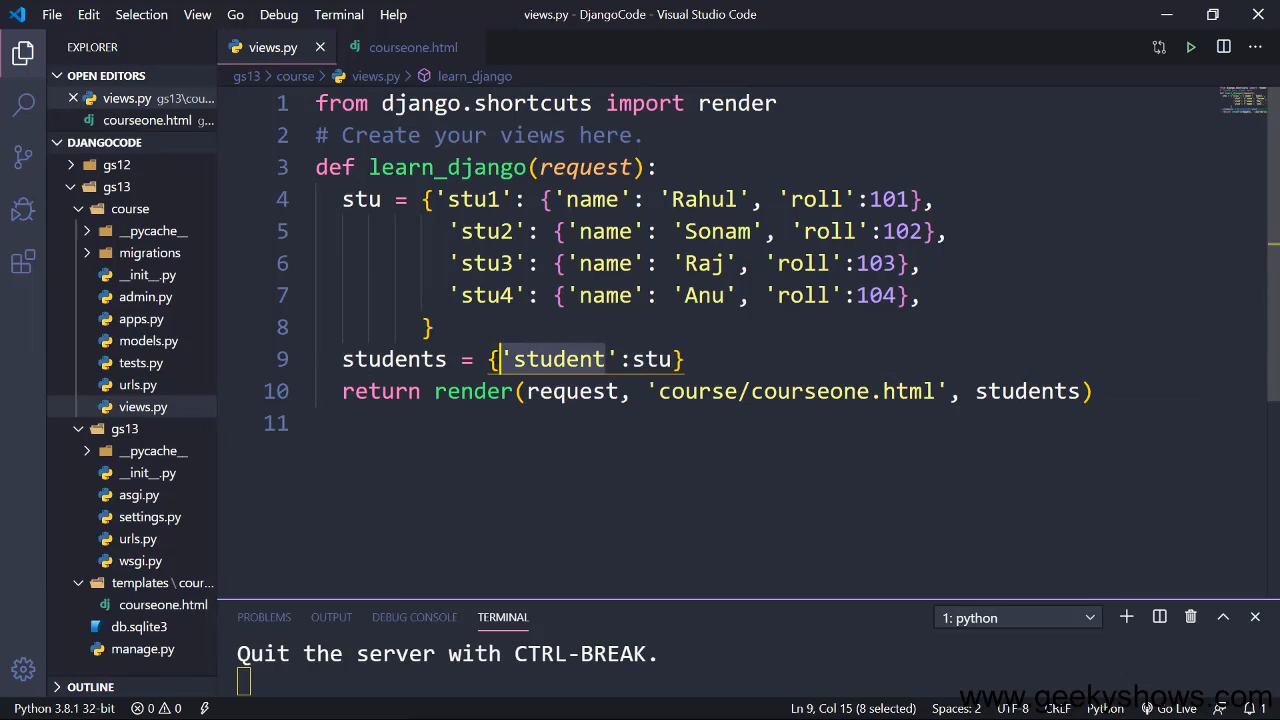 File Edit Selection View Go Debug Terminal Help views.py - DjangoCode - Visual Studio Code
EXPLORER
views.py
courseone.html
OPEN EDITORS
views.py gs13\cou...
courseone.html g...
DJANGOCODE
gs12
gs13
course
__pycache__
migrations
__init__.py
admin.py
apps.py
models.py
tests.py
urls.py
views.py
gs13
__pycache__
__init__.py
asgi.py
settings.py
urls.py
wsgi.py
templates \ cour...
courseone.html
db.sqlite3
manage.py
OUTLINE
gs13 > course > views.py > learn_django
1 from django.shortcuts import render
2 # Create your views here.
3 def learn_django(request):
4 stu = {'stu1': {'name': 'Rahul', 'roll':101},
5 'stu2': {'name': 'Sonam', 'roll':102},
6 'stu3': {'name': 'Raj', 'roll':103},
7 'stu4': {'name': 'Anu', 'roll':104},
8 }
9 students = {'student':stu}
10 return render(request, 'course/courseone.html', students)
11
PROBLEMS OUTPUT DEBUG CONSOLE TERMINAL 1: python
Quit the server with CTRL-BREAK.
www.geekyshows.com
Python 3.8.1 32-bit 0 0 Ln 9, Col 15 (8 selected) Spaces: 2 UTF-8 CRLF Python Go Live 1